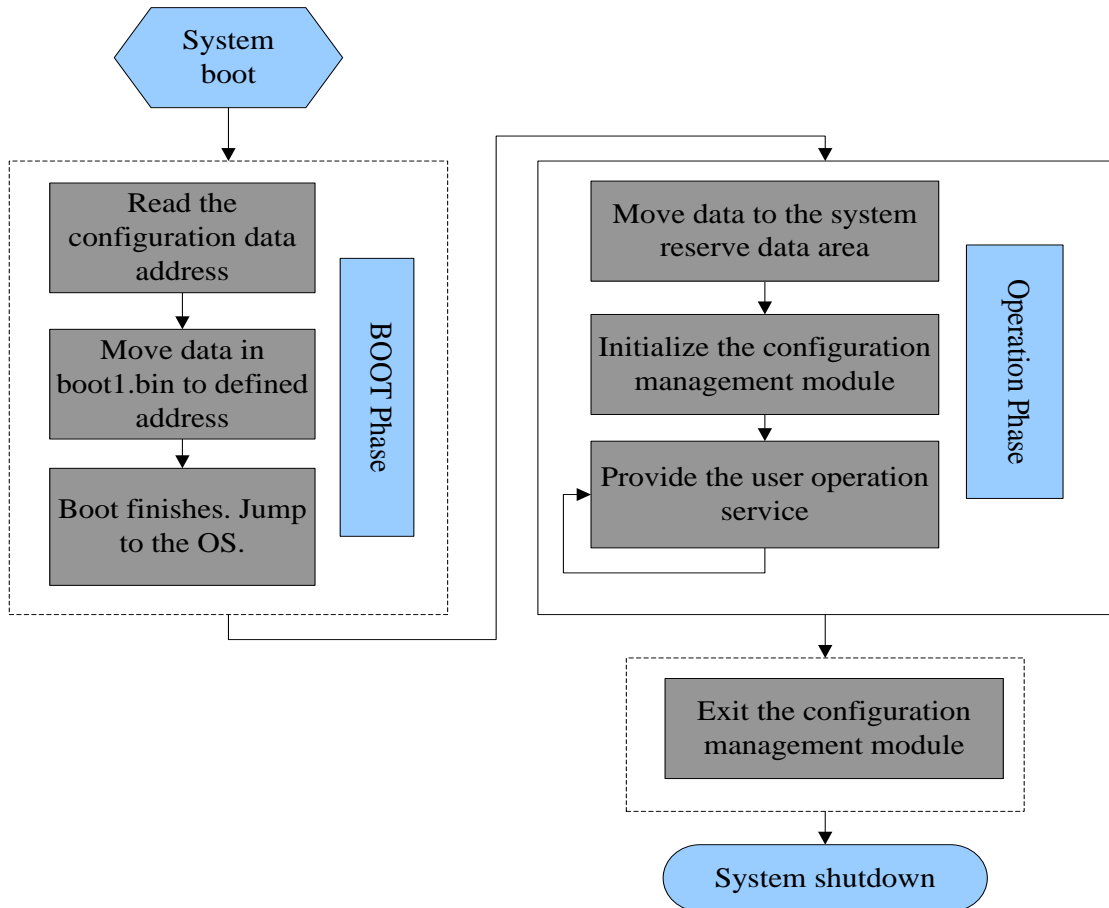 System
boot
Read the
configuration data
address
Move data in
boot1.bin to defined
address
Boot finishes. Jump
to the OS.
BOOT Phase
Move data to the system
reserve data area
Initialize the configuration
management module
Provide the user operation
service
Operation Phase
Exit the configuration
management module
System shutdown